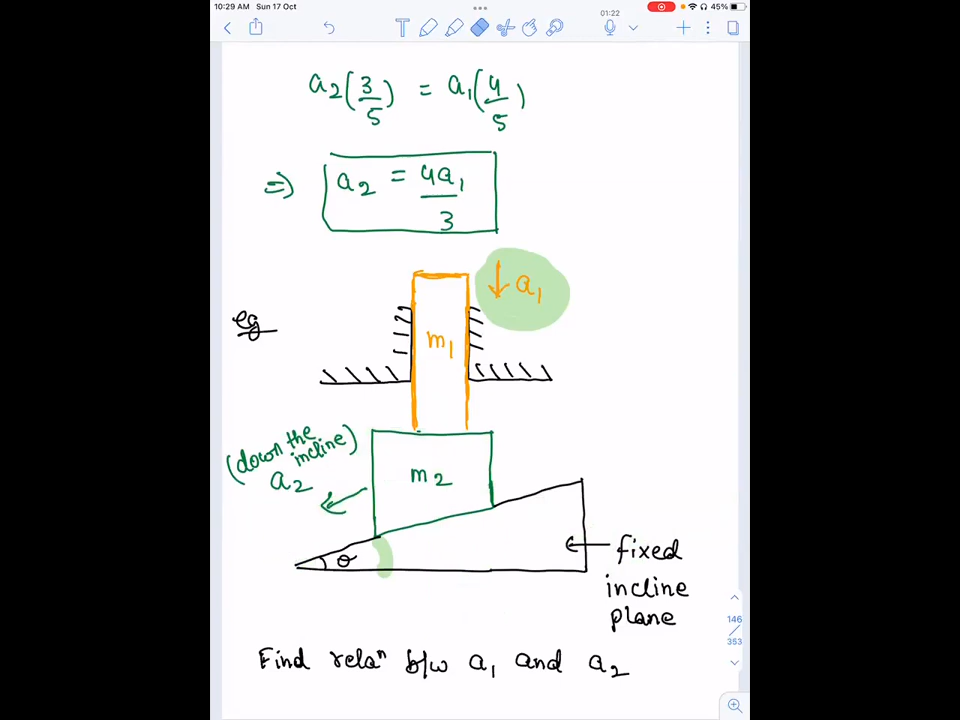 10:29 AM Sun 17 Oct
45%
01:22
a2(3/5) = a1(4/5)
=) a2 = 4a1/3
↓ a1
eg
m1
(down the
incline)
a2
m2
θ
fixed
incline
plane
146
353
Find relaⁿ b/w a1 and a2